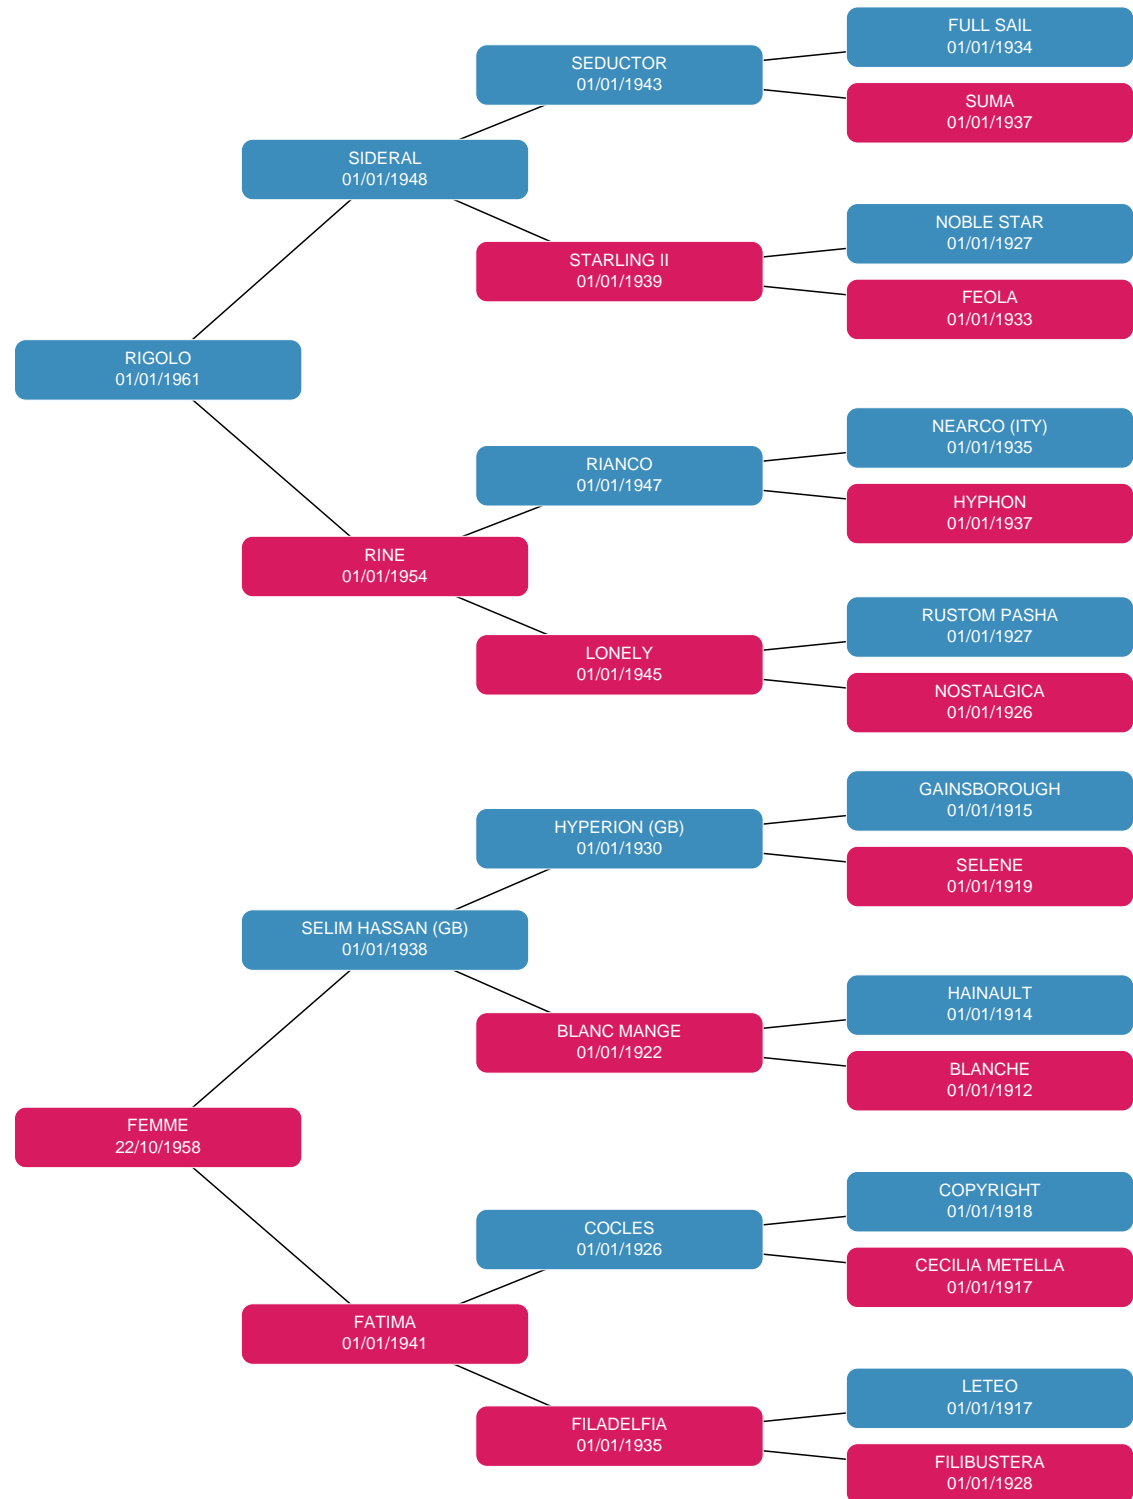 FULL SAIL
01/01/1934
SEDUCTOR
01/01/1943
SUMA
01/01/1937
SIDERAL
01/01/1948
NOBLE STAR
01/01/1927
STARLING II
01/01/1939
FEOLA
01/01/1933
RIGOLO
01/01/1961
NEARCO (ITY)
01/01/1935
RIANCO
01/01/1947
HYPHON
01/01/1937
RINE
01/01/1954
RUSTOM PASHA
01/01/1927
LONELY
01/01/1945
NOSTALGICA
01/01/1926
GAINSBOROUGH
01/01/1915
HYPERION (GB)
01/01/1930
SELENE
01/01/1919
SELIM HASSAN (GB)
01/01/1938
HAINAULT
01/01/1914
BLANC MANGE
01/01/1922
BLANCHE
01/01/1912
FEMME
22/10/1958
COPYRIGHT
01/01/1918
COCLES
01/01/1926
CECILIA METELLA
01/01/1917
FATIMA
01/01/1941
LETEO
01/01/1917
FILADELFIA
01/01/1935
FILIBUSTERA
01/01/1928